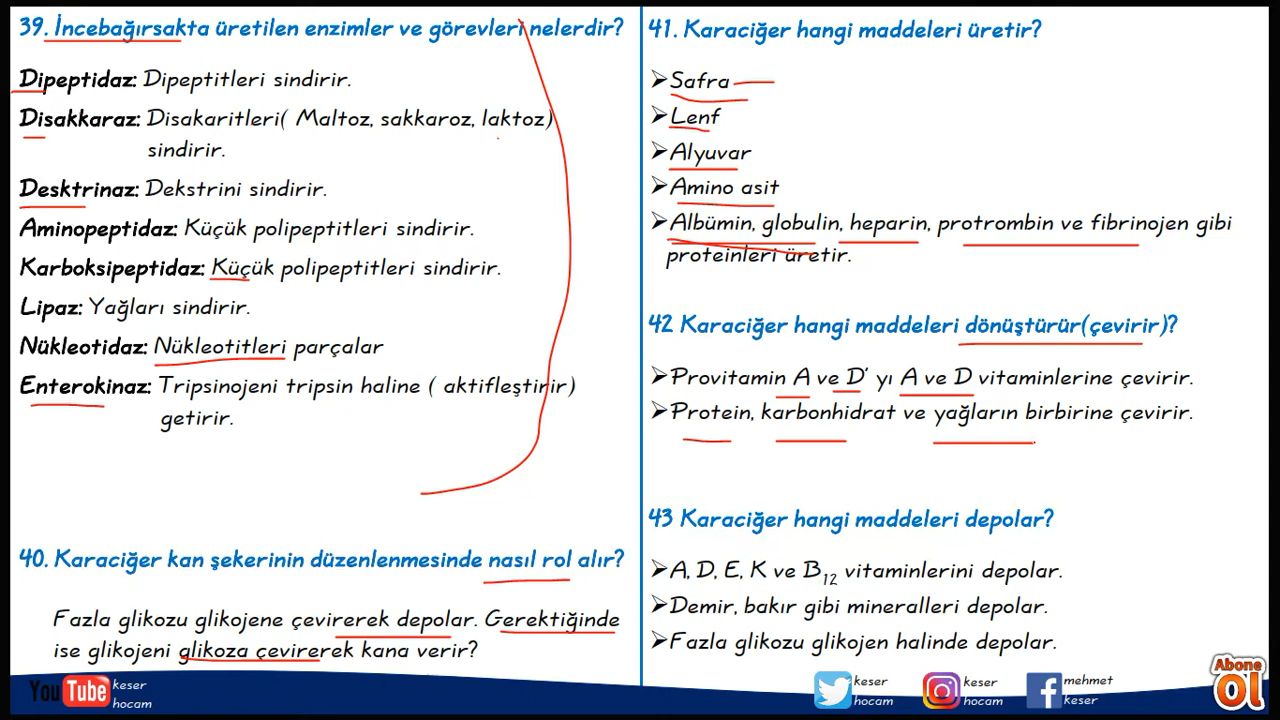 39. İncebağırsakta üretilen enzimler ve görevleri nelerdir?
Dipeptidaz: Dipeptitleri sindirir.
Disakkaraz: Disakaritleri( Maltoz, sakkaroz, laktoz)
sindirir.
Desktrinaz: Dekstrini sindirir.
Aminopeptidaz: Küçük polipeptitleri sindirir.
Karboksipeptidaz: Küçük polipeptitleri sindirir.
Lipaz: Yağları sindirir.
Nükleotidaz: Nükleotitleri parçalar
Enterokinaz: Tripsinojeni tripsin haline ( aktifleştirir)
getirir.
40. Karaciğer kan şekerinin düzenlenmesinde nasıl rol alır?
Fazla glikozu glikojene çevirerek depolar. Gerektiğinde
ise glikojeni glikoza çevirerek kana verir?
41. Karaciğer hangi maddeleri üretir?
➢Safra
➢Lenf
➢Alyuvar
➢Amino asit
➢Albümin, globulin, heparin, protrombin ve fibrinojen gibi
proteinleri üretir.
42 Karaciğer hangi maddeleri dönüştürür(çevirir)?
➢Provitamin A ve D' yı A ve D vitaminlerine çevirir.
➢Protein, karbonhidrat ve yağların birbirine çevirir.
43 Karaciğer hangi maddeleri depolar?
➢A, D, E, K ve B12 vitaminlerini depolar.
➢Demir, bakır gibi mineralleri depolar.
➢Fazla glikozu glikojen halinde depolar.
YouTube keser hocam
keser hocam
keser hocam
mehmet keser
Abone Ol